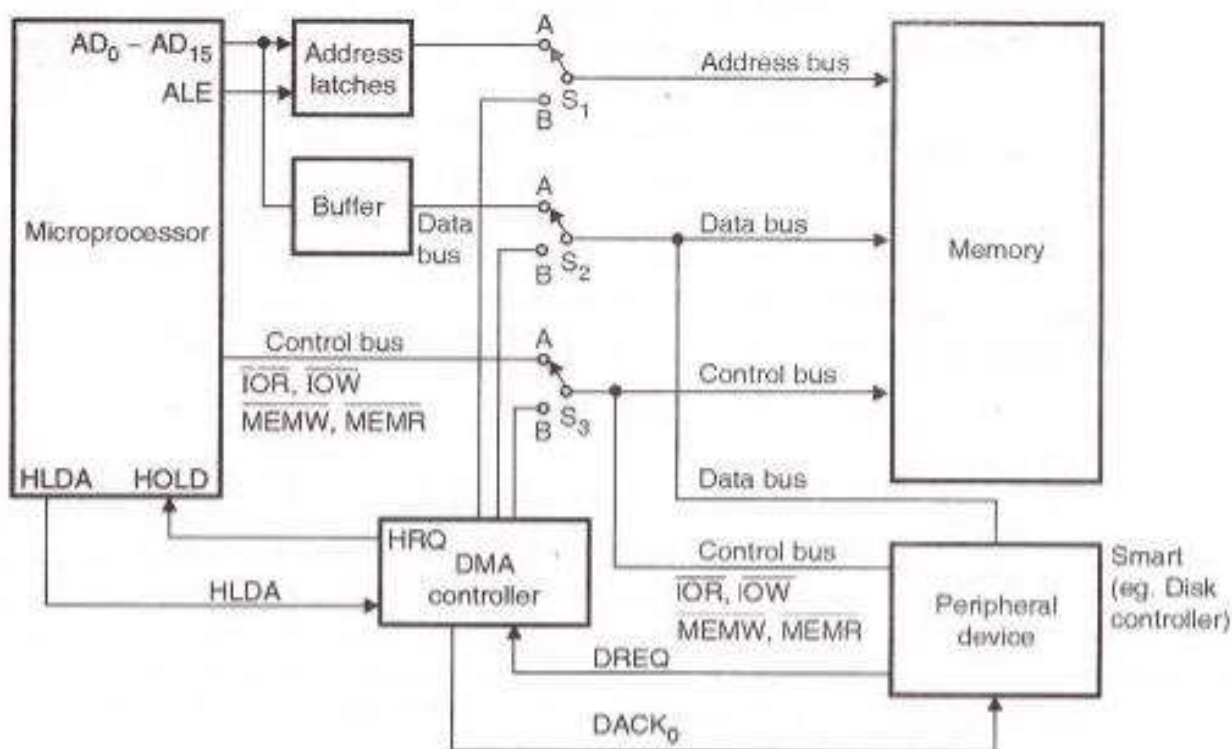 AD0 – AD15
ALE
Address
latches
A
S1
B
Address bus
Microprocessor
Buffer
Data
bus
A
S2
B
Data bus
Memory
Control bus
IOR, IOW
MEMW, MEMR
A
S3
B
Control bus
HLDA
HOLD
HRQ
DMA
controller
HLDA
Data bus
Control bus
IOR, IOW
MEMW, MEMR
Peripheral
device
Smart
(eg. Disk
controller)
DREQ
DACK0